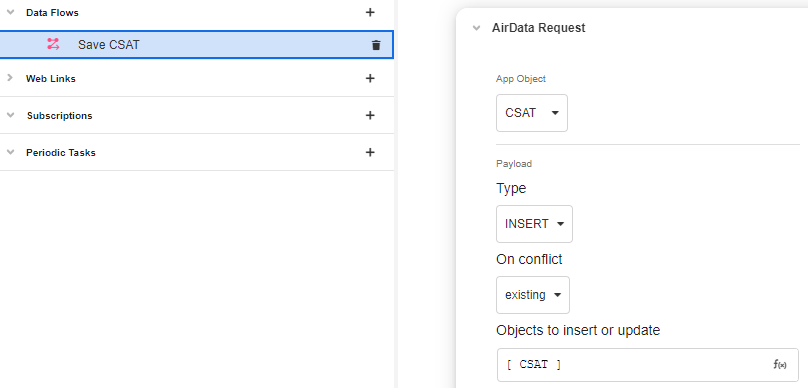 Data Flows
Save CSAT
Web Links
Subscriptions
Periodic Tasks
AirData Request
App Object
CSAT
Payload
Type
INSERT
On conflict
existing
Objects to insert or update
[ CSAT ]
f(x)